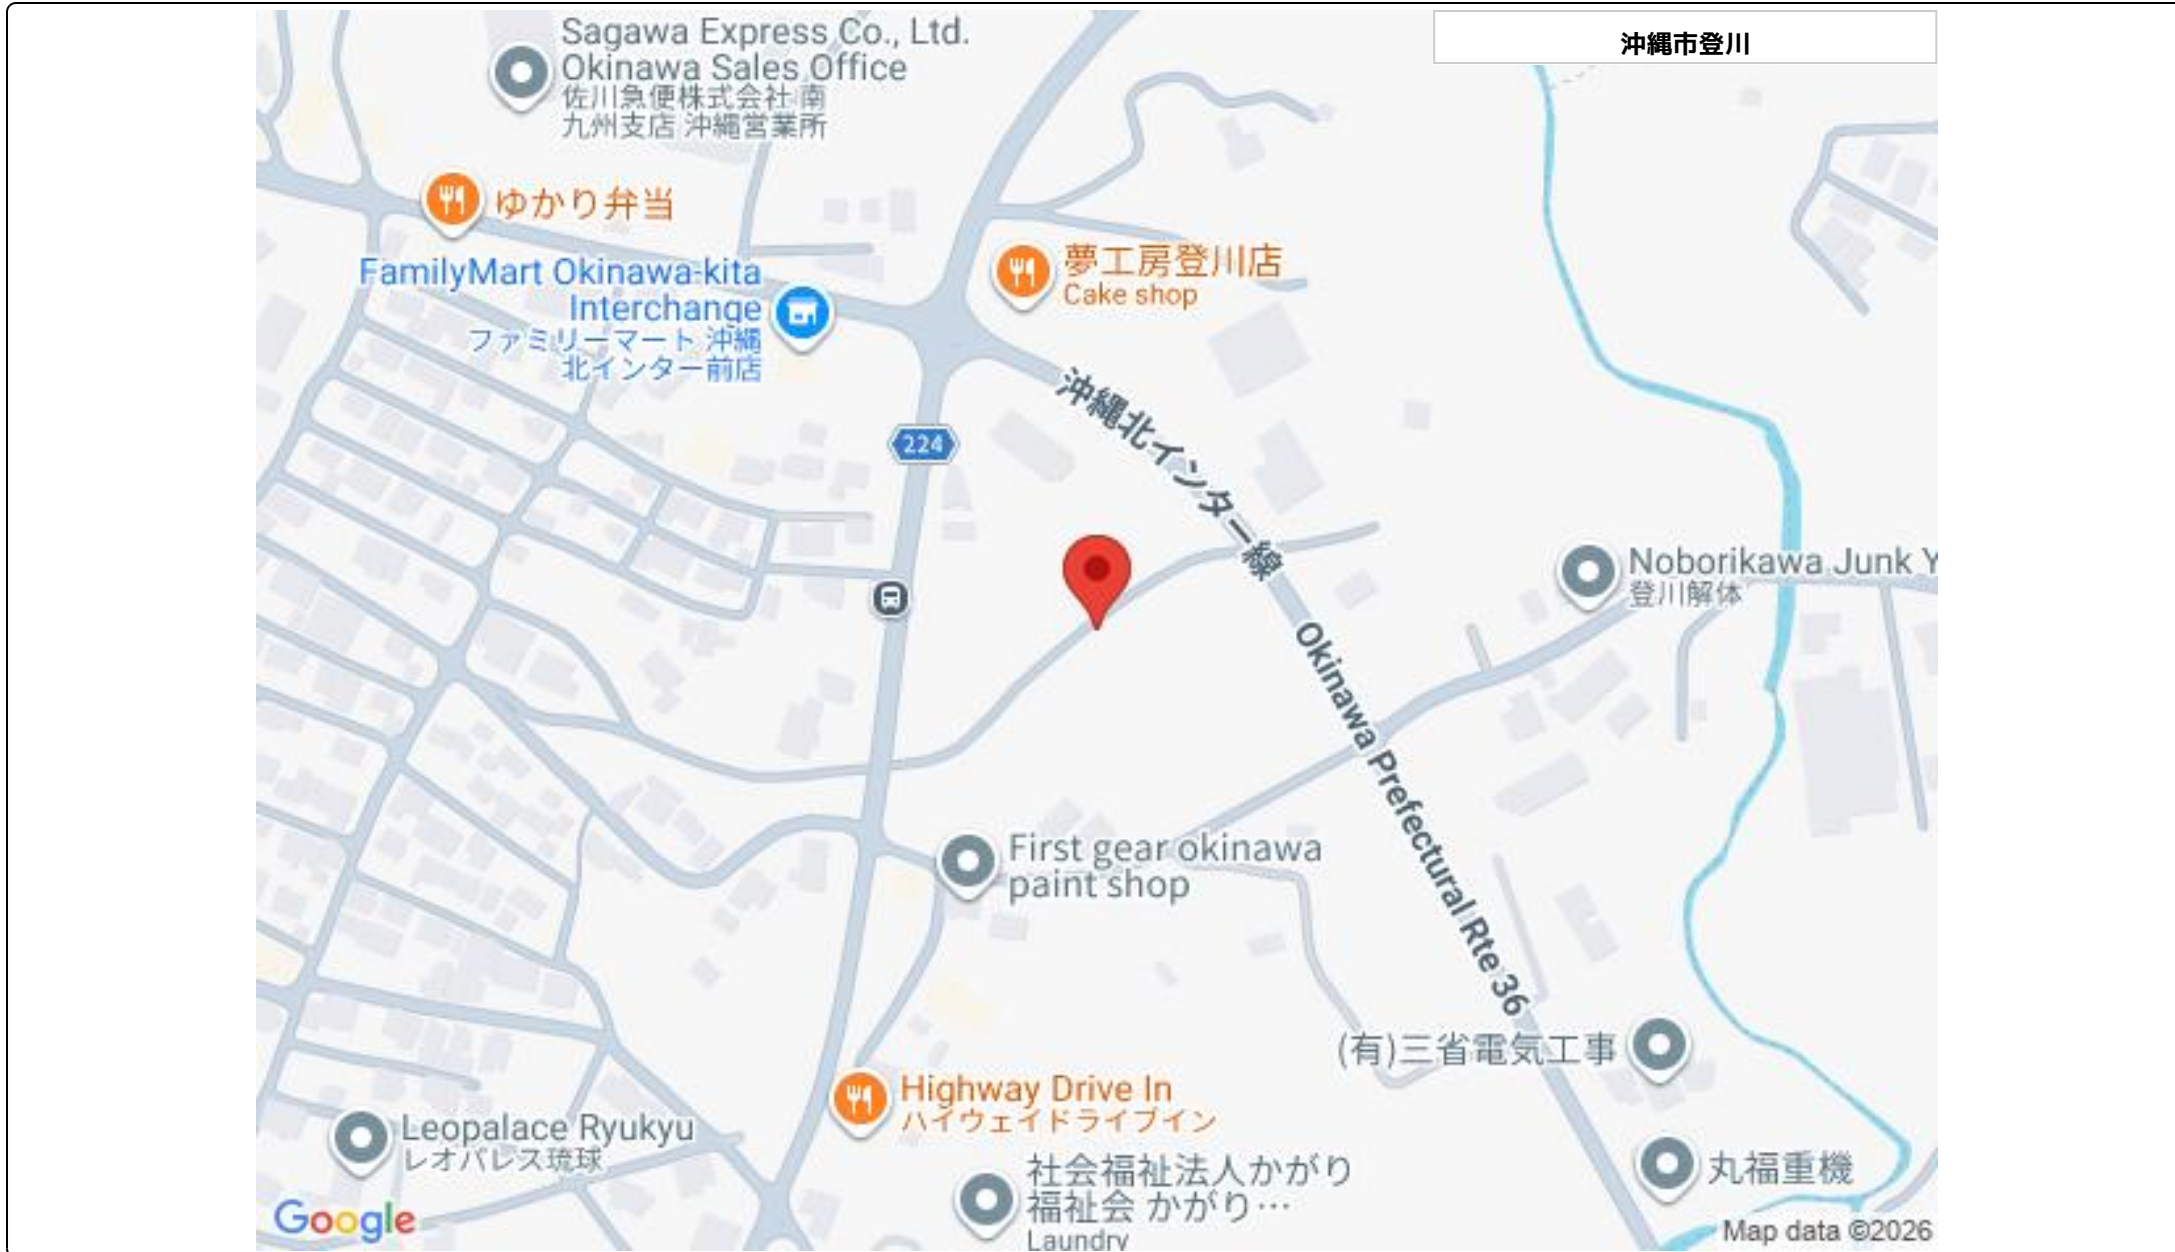 Sagawa Express Co., Ltd.
Okinawa Sales Office
佐川急便株式会社 南
九州支店 沖縄営業所
沖縄市登川
ゆかり弁当
夢工房登川店
Cake shop
FamilyMart Okinawa-kita
Interchange
ファミリーマート 沖縄
北インター前店
沖縄北インター線
224
Noborikawa Junk Y
登川解体
Okinawa Prefectural Rte 36
First gear okinawa
paint shop
(有)三省電気工事
Highway Drive In
ハイウェイドライブイン
Leopalace Ryukyu
レオパレス琉球
社会福祉法人かがり
福祉会 かがり…
Laundry
丸福重機
Google
Map data ©2026